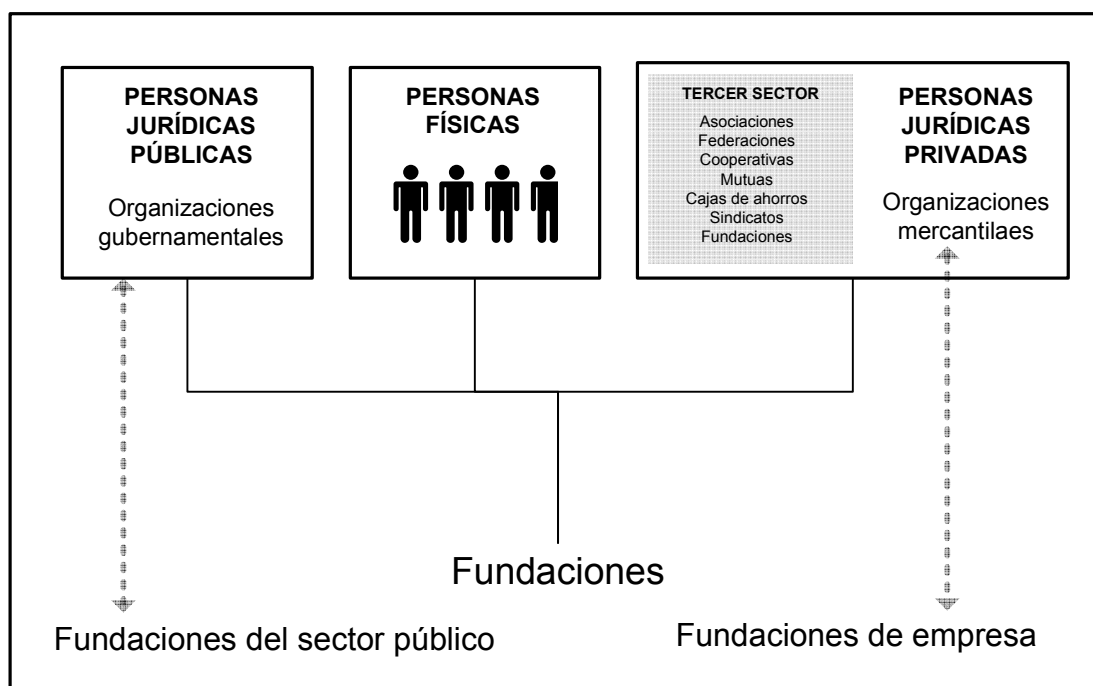 PERSONAS
JURÍDICAS
PÚBLICAS
Organizaciones
gubernamentales
PERSONAS
FÍSICAS
TERCER SECTOR
Asociaciones
Federaciones
Cooperativas
Mutuas
Cajas de ahorros
Sindicatos
Fundaciones
PERSONAS
JURÍDICAS
PRIVADAS
Organizaciones
mercantilaes
Fundaciones
Fundaciones del sector público
Fundaciones de empresa